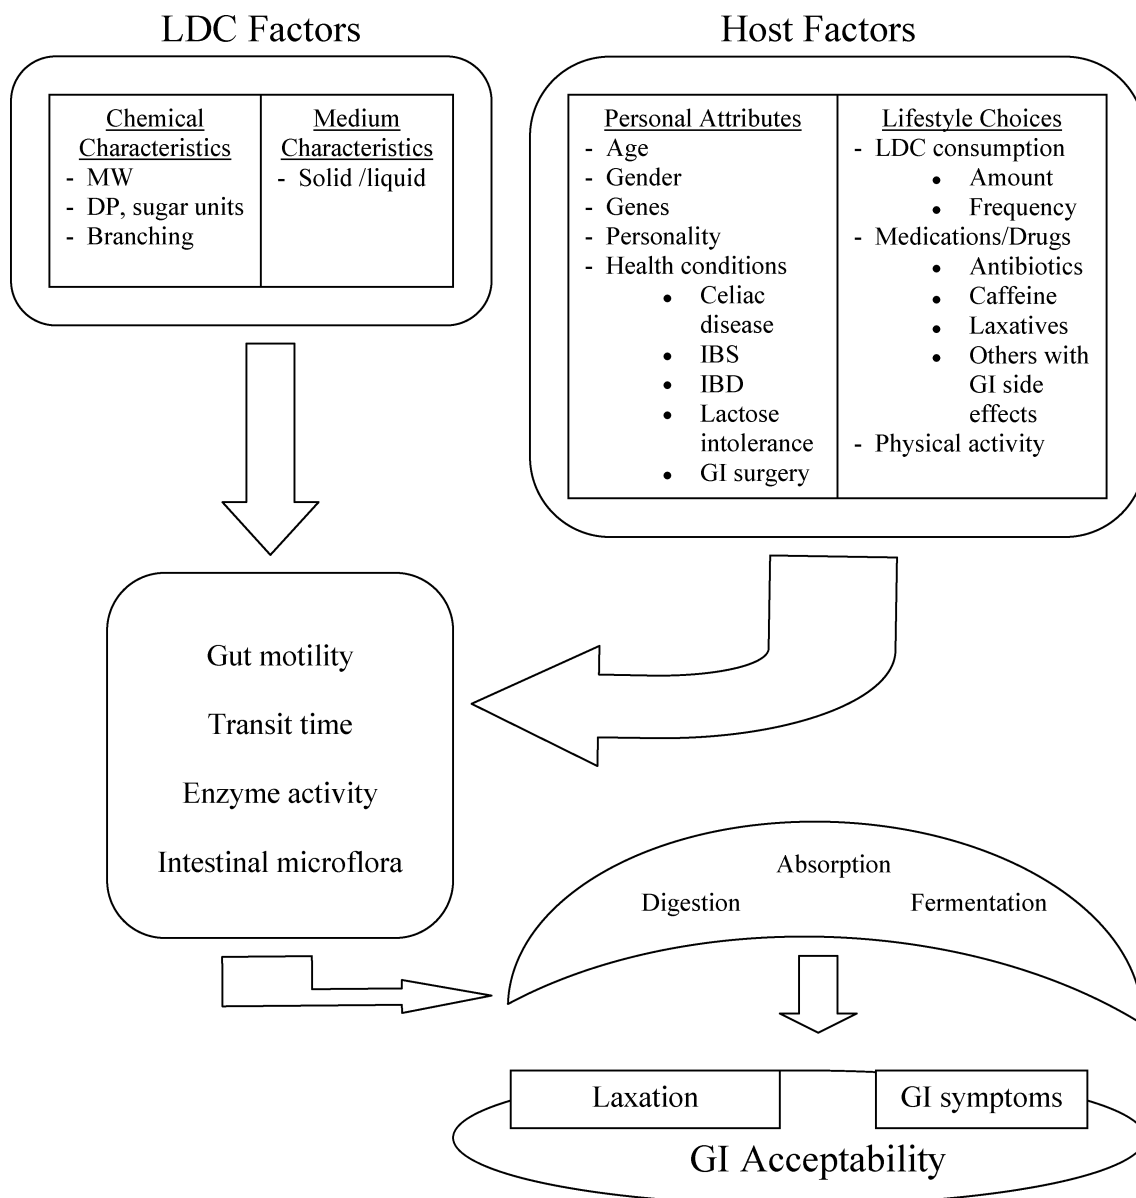 LDC Factors
Chemical
Characteristics
- MW
- DP, sugar units
- Branching
Medium
Characteristics
- Solid /liquid
Host Factors
Personal Attributes
- Age
- Gender
- Genes
- Personality
- Health conditions
• Celiac
disease
• IBS
• IBD
• Lactose
intolerance
• GI surgery
Lifestyle Choices
- LDC consumption
• Amount
• Frequency
- Medications/Drugs
• Antibiotics
• Caffeine
• Laxatives
• Others with
GI side
effects
- Physical activity
Gut motility
Transit time
Enzyme activity
Intestinal microflora
Absorption
Digestion
Fermentation
Laxation
GI symptoms
GI Acceptability